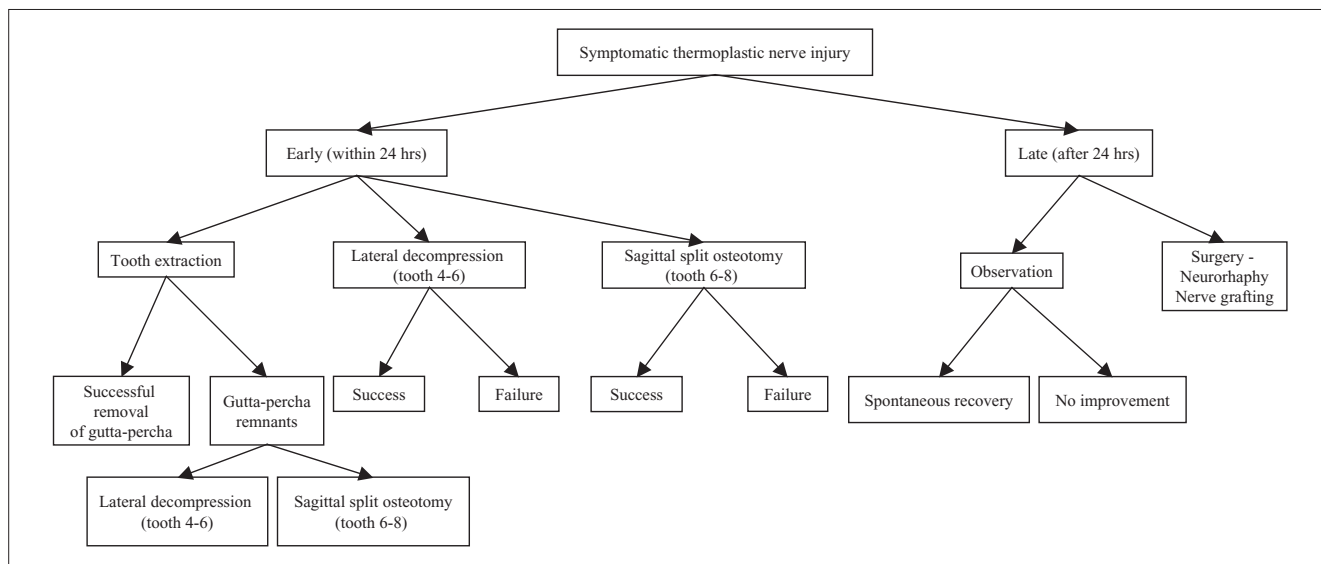 Symptomatic thermoplastic nerve injury
Early (within 24 hrs)
Late (after 24 hrs)
Tooth extraction
Lateral decompression
(tooth 4-6)
Sagittal split osteotomy
(tooth 6-8)
Observation
Surgery -
Neurorhaphy
Nerve grafting
Successful
removal
of gutta-percha
Gutta-percha
remnants
Success
Failure
Success
Failure
Spontaneous recovery
No improvement
Lateral decompression
(tooth 4-6)
Sagittal split osteotomy
(tooth 6-8)